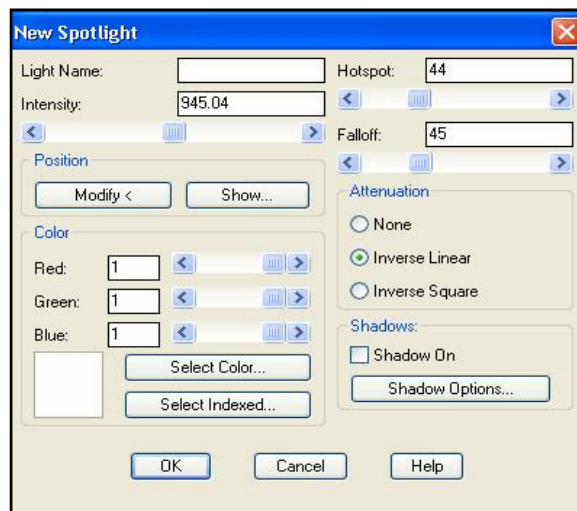 New Spotlight
Light Name:
Intensity: 945.04
Position
Modify < Show...
Color
Red: 1
Green: 1
Blue: 1
Select Color...
Select Indexed...
Hotspot: 44
Falloff: 45
Attenuation
None
Inverse Linear
Inverse Square
Shadows:
Shadow On
Shadow Options...
OK Cancel Help